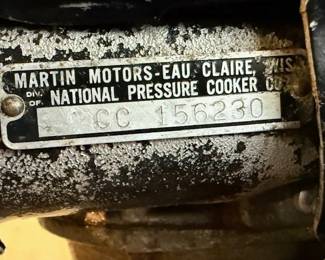 MARTIN MOTORS-EAU CLAIRE, WIS
DIV. OF NATIONAL PRESSURE COOKER CO
CC 156230